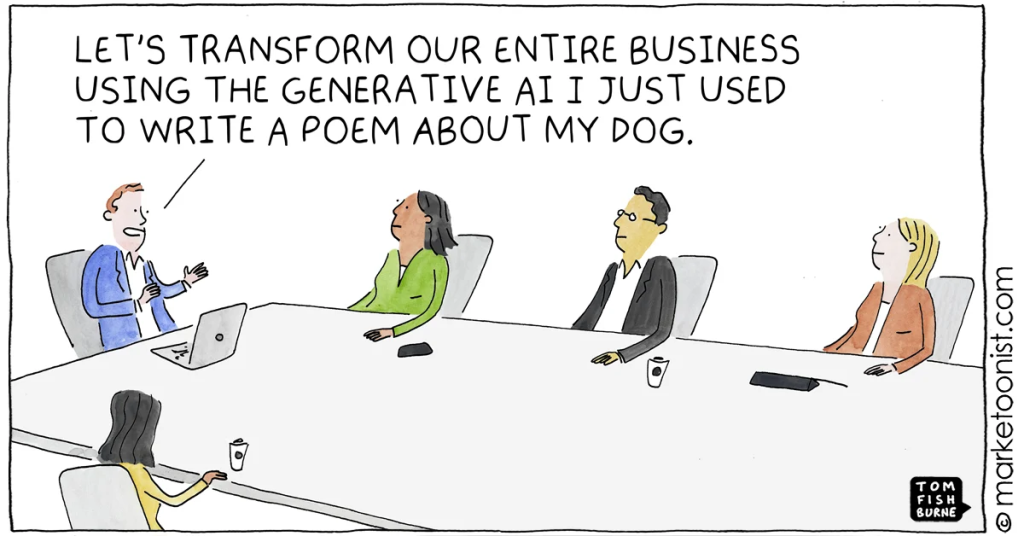 LET'S TRANSFORM OUR ENTIRE BUSINESS
USING THE GENERATIVE AI I JUST USED
TO WRITE A POEM ABOUT MY DOG.
TOM
FISH
BURNE
© marketoonist.com